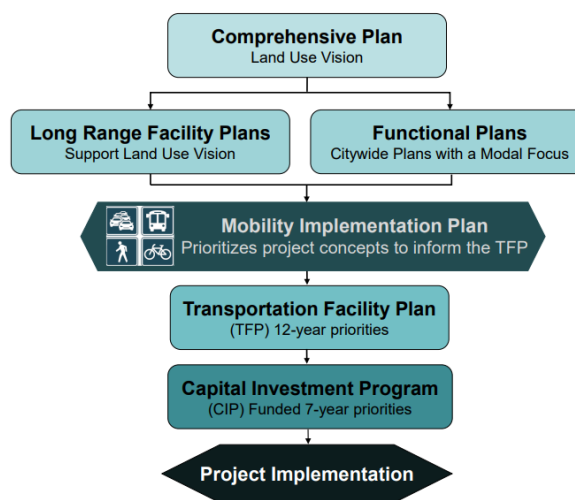 Comprehensive Plan
Land Use Vision
Long Range Facility Plans
Support Land Use Vision
Functional Plans
Citywide Plans with a Modal Focus
Mobility Implementation Plan
Prioritizes project concepts to inform the TFP
Transportation Facility Plan
(TFP) 12-year priorities
Capital Investment Program
(CIP) Funded 7-year priorities
Project Implementation